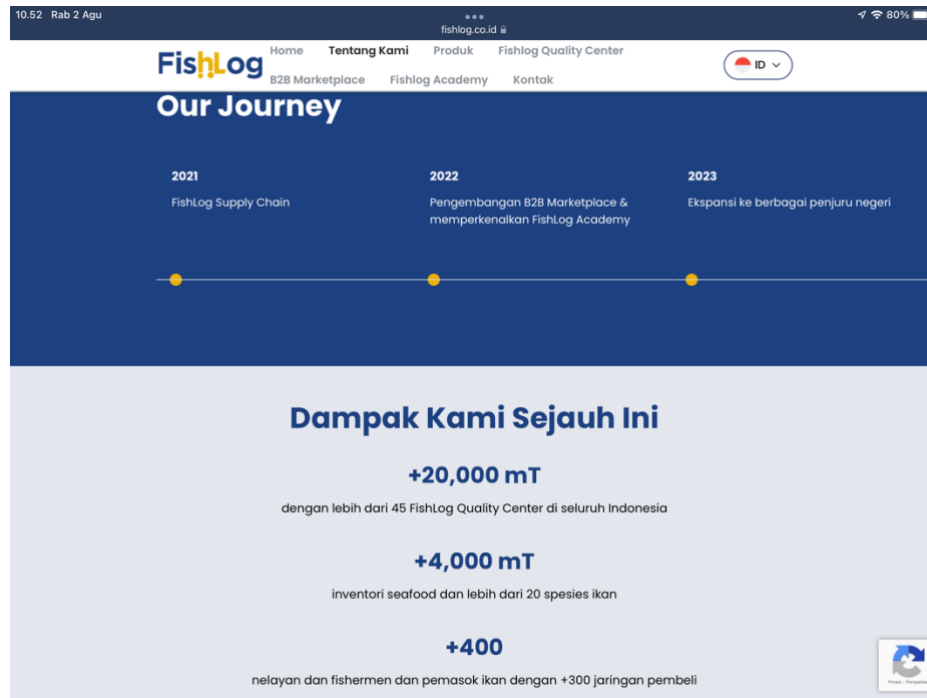 10.52 Rab 2 Agu
80%
fishlog.co.id
FishLog
Home Tentang Kami Produk Fishlog Quality Center
B2B Marketplace Fishlog Academy Kontak
ID
Our Journey
2021
FishLog Supply Chain
2022
Pengembangan B2B Marketplace &
memperkenalkan FishLog Academy
2023
Ekspansi ke berbagai penjuru negeri
Dampak Kami Sejauh Ini
+20,000 mT
dengan lebih dari 45 FishLog Quality Center di seluruh Indonesia
+4,000 mT
inventori seafood dan lebih dari 20 spesies ikan
+400
nelayan dan fishermen dan pemasok ikan dengan +300 jaringan pembeli